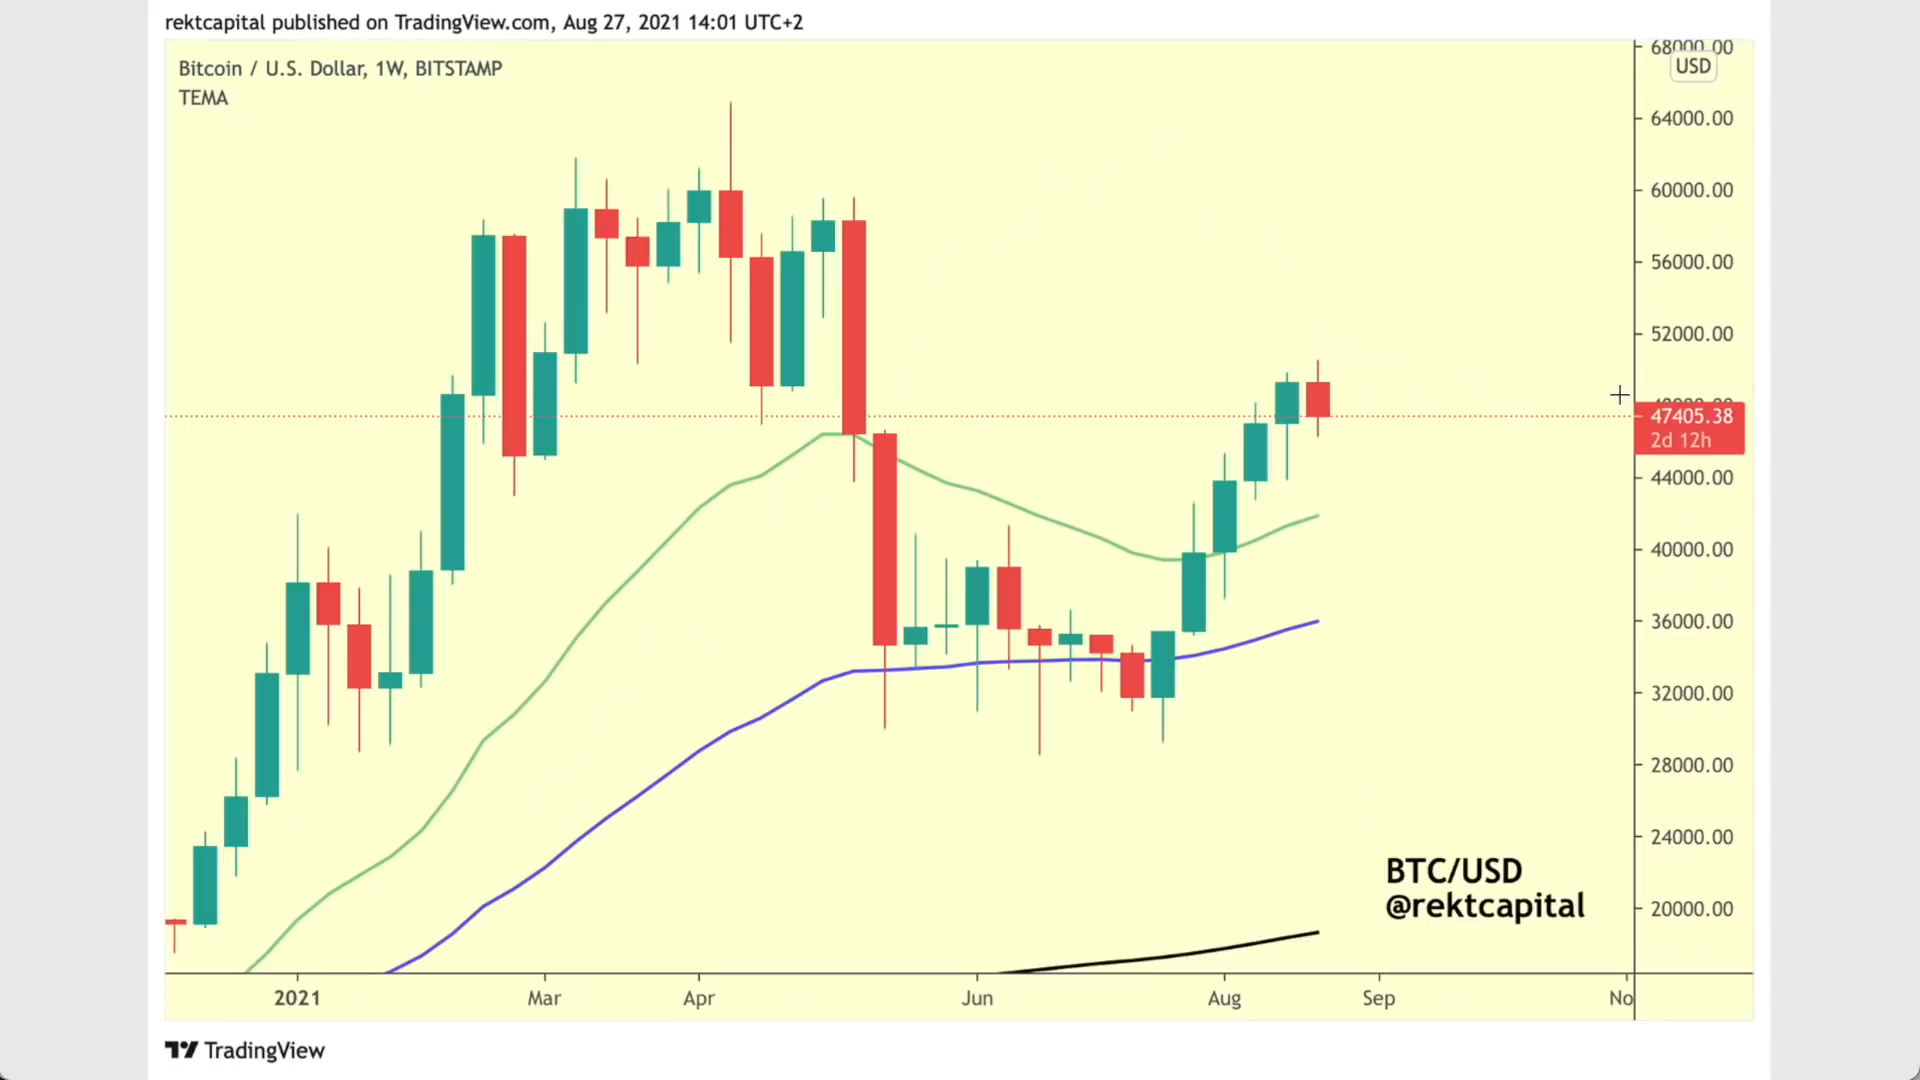 rektcapital published on TradingView.com, Aug 27, 2021 14:01 UTC+2
Bitcoin / U.S. Dollar, 1W, BITSTAMP
TEMA
68000.00
USD
64000.00
60000.00
56000.00
52000.00
47405.38
2d 12h
44000.00
40000.00
36000.00
32000.00
28000.00
24000.00
20000.00
BTC/USD
@rektcapital
2021 Mar Apr Jun Aug Sep No
TradingView